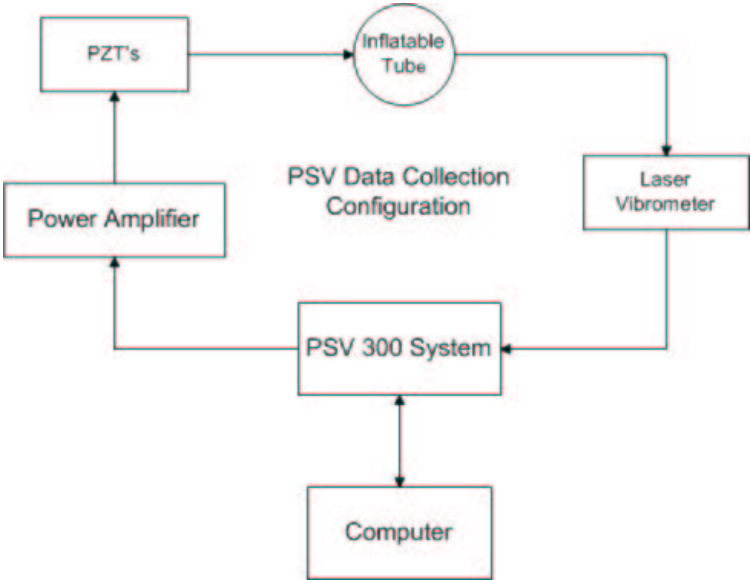 PZT's
Inflatable
Tube
PSV Data Collection
Configuration
Laser
Vibrometer
Power Amplifier
PSV 300 System
Computer